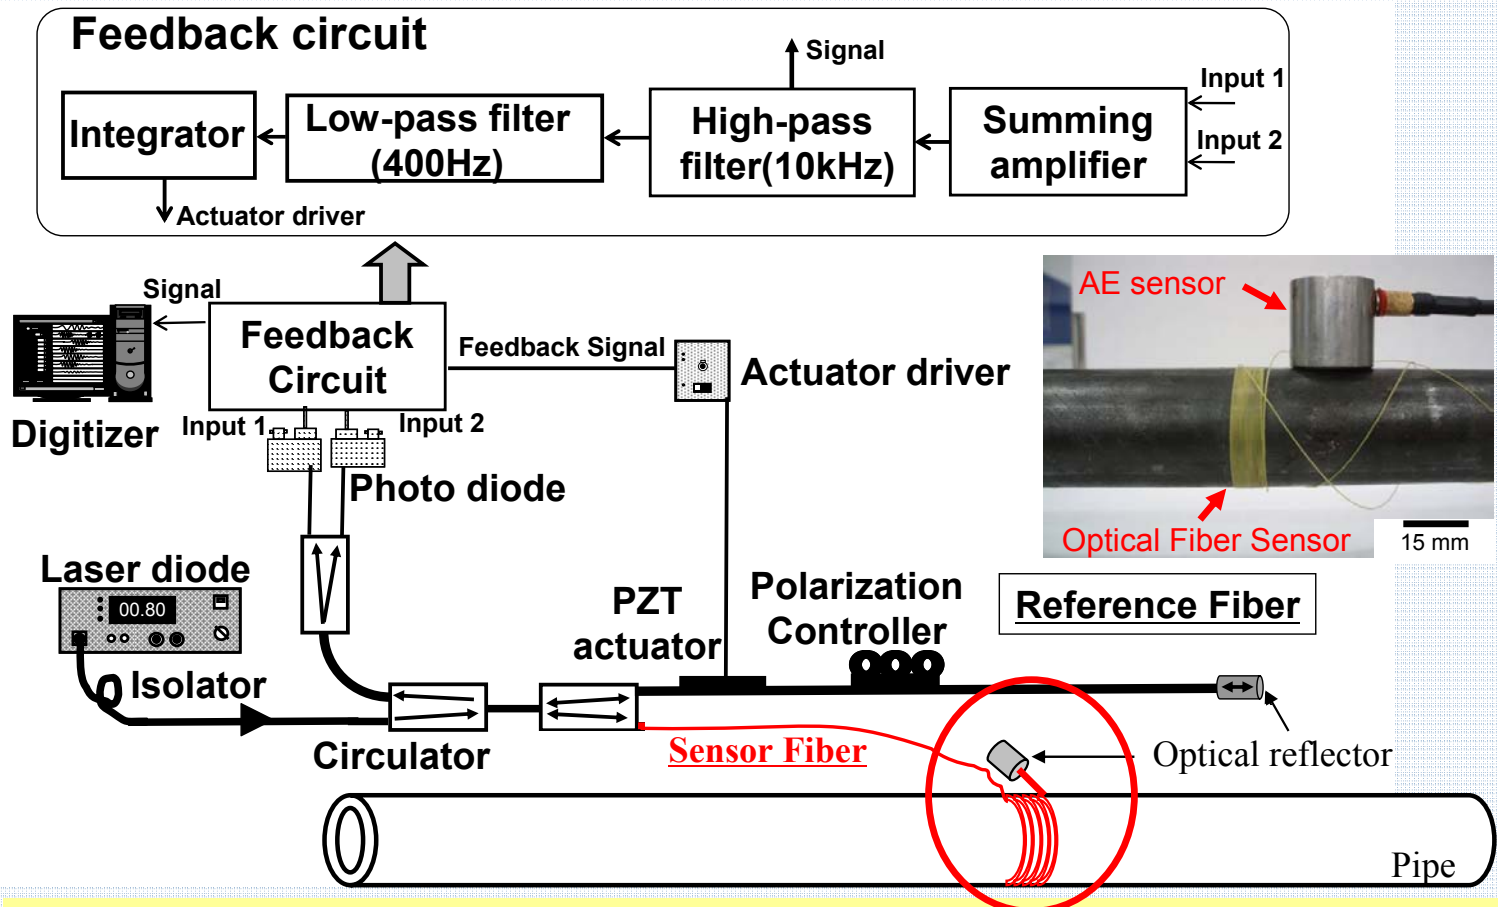 Feedback circuit
Signal
Input 1
Integrator
Low-pass filter
(400Hz)
High-pass
filter(10kHz)
Summing
amplifier
Input 2
Actuator driver
Signal
Feedback
Circuit
Feedback Signal
Actuator driver
Digitizer
Input 1
Input 2
Photo diode
AE sensor
Optical Fiber Sensor
15 mm
Laser diode
00.80
Isolator
Circulator
PZT
actuator
Polarization
Controller
Reference Fiber
Sensor Fiber
Optical reflector
Pipe